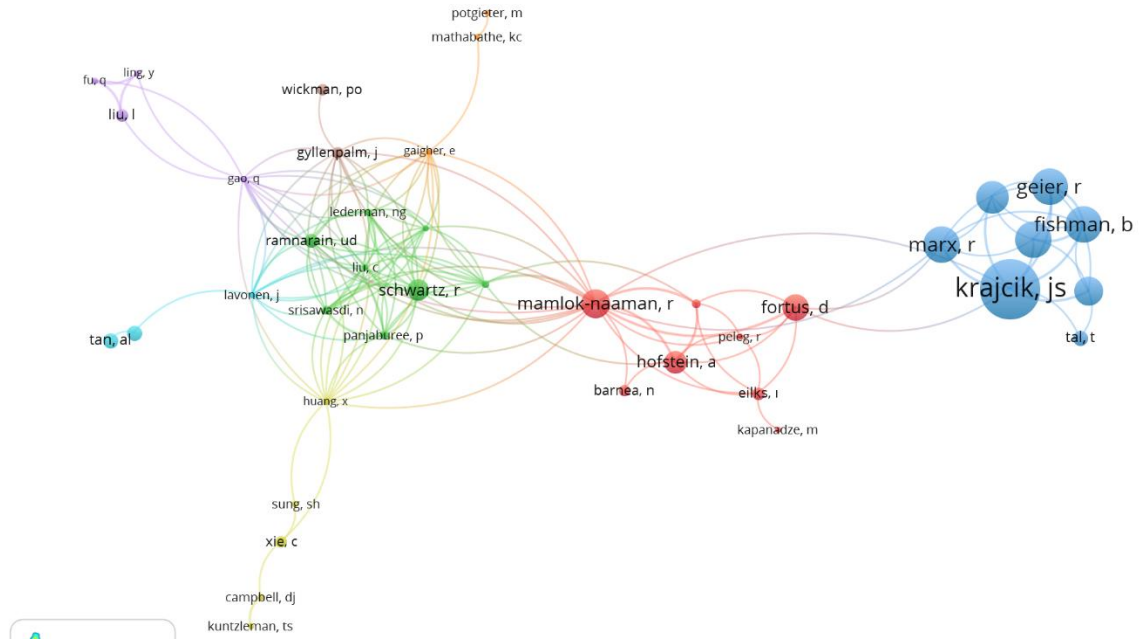 potgieter, m
mathabathe, kc
fu, q
ling, y
liu, l
wickman, po
gyllenpalm, j
gaigher, e
gao, q
lederman, ng
ramnarain, ud
liu, c
lavonen, j
schwartz, r
srisawasdi, n
panjaburee, p
tan, al
huang, x
sung, sh
xie, c
campbell, dj
kuntzleman, ts
mamlok-naaman, r
fortus, d
peleg, r
hofstein, a
barnea, n
eilks, ı
kapanadze, m
geier, r
fishman, b
marx, r
krajcik, js
tal, t